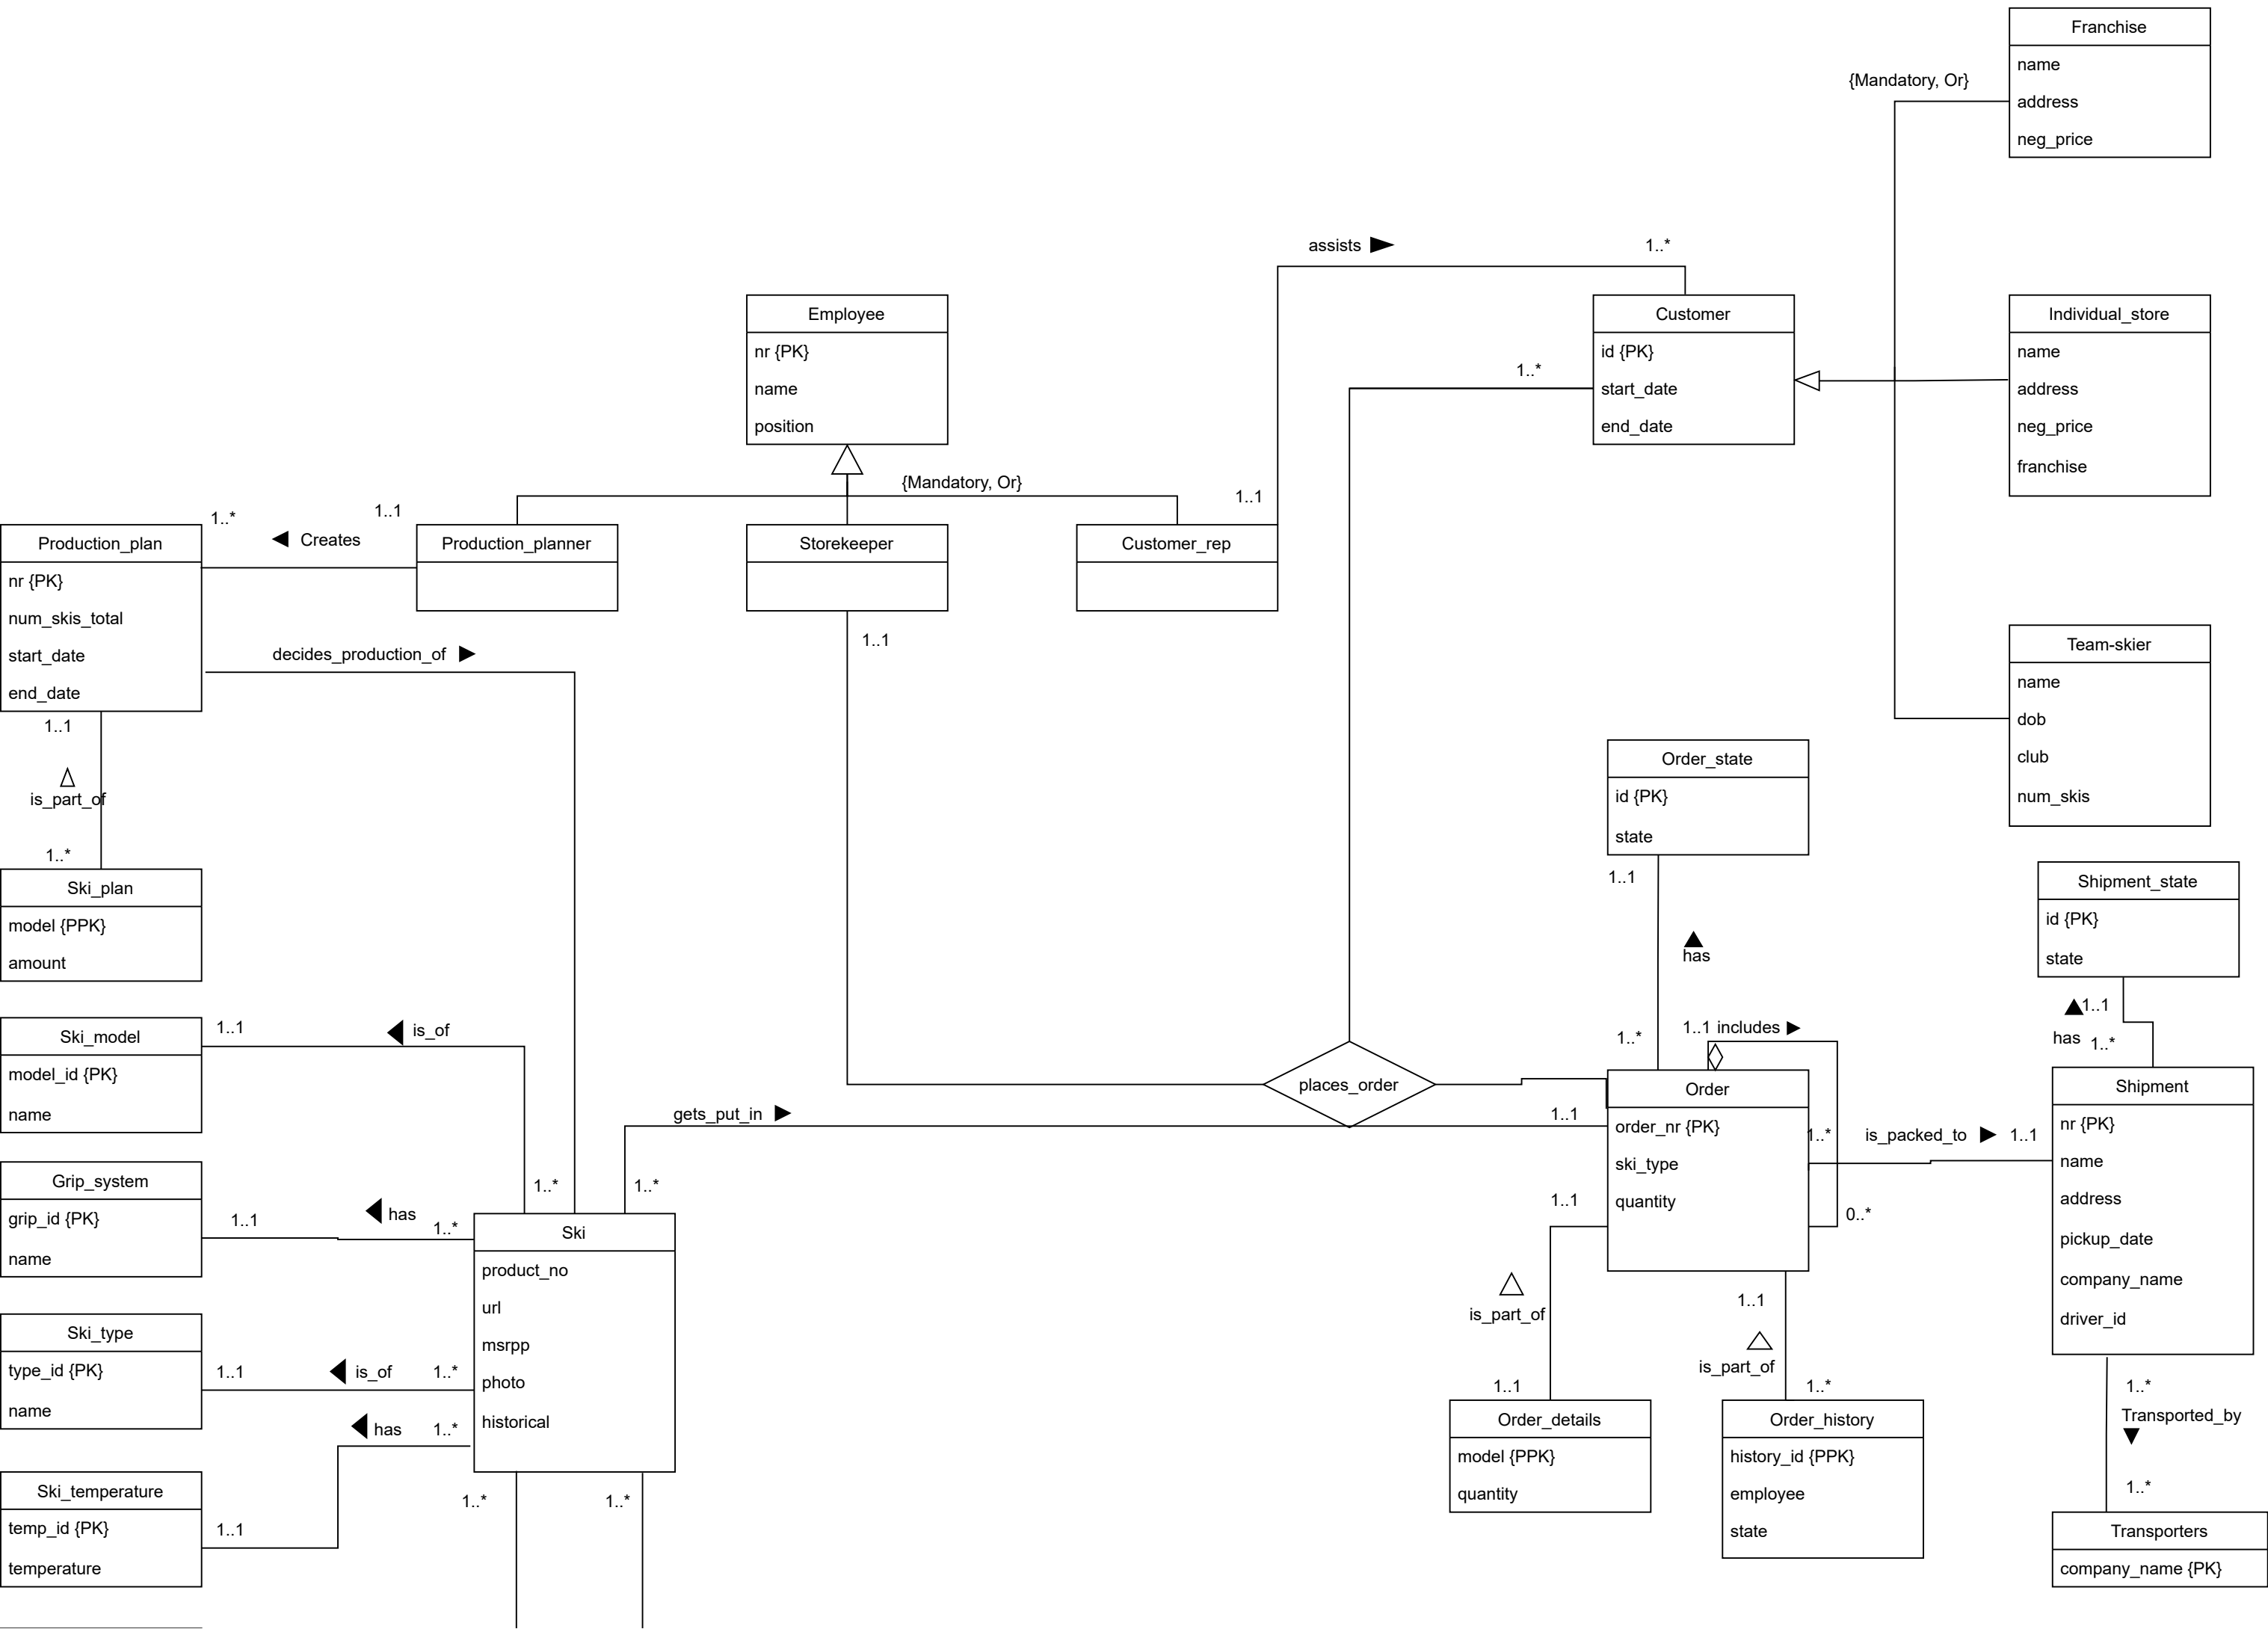 Franchise
name
address
neg_price
{Mandatory, Or}
assists
1..*
Employee
nr {PK}
name
position
Customer
id {PK}
start_date
end_date
1..*
Individual_store
name
address
neg_price
franchise
{Mandatory, Or}
1..1
1..*
1..1
Creates
Production_plan
nr {PK}
num_skis_total
start_date
end_date
Production_planner
Storekeeper
Customer_rep
1..1
decides_production_of
Team-skier
name
dob
club
num_skis
1..1
is_part_of
1..*
Ski_plan
model {PPK}
amount
Order_state
id {PK}
state
1..1
has
1..*
Shipment_state
id {PK}
state
1..1
has
1..*
Ski_model
model_id {PK}
name
1..1
is_of
1..*
places_order
1..1 includes
gets_put_in
1..1
1..*
Order
order_nr {PK}
ski_type
quantity
1..*
is_packed_to
1..1
0..*
Shipment
nr {PK}
name
address
pickup_date
company_name
driver_id
Grip_system
grip_id {PK}
name
1..1
has
1..*
Ski
product_no
url
msrpp
photo
historical
Ski_type
type_id {PK}
name
1..1
is_of
1..*
has
1..*
Ski_temperature
temp_id {PK}
temperature
1..1
1..*
1..*
1..1
is_part_of
1..1
Order_details
model {PPK}
quantity
1..1
is_part_of
1..*
Order_history
history_id {PPK}
employee
state
1..*
Transported_by
1..*
Transporters
company_name {PK}